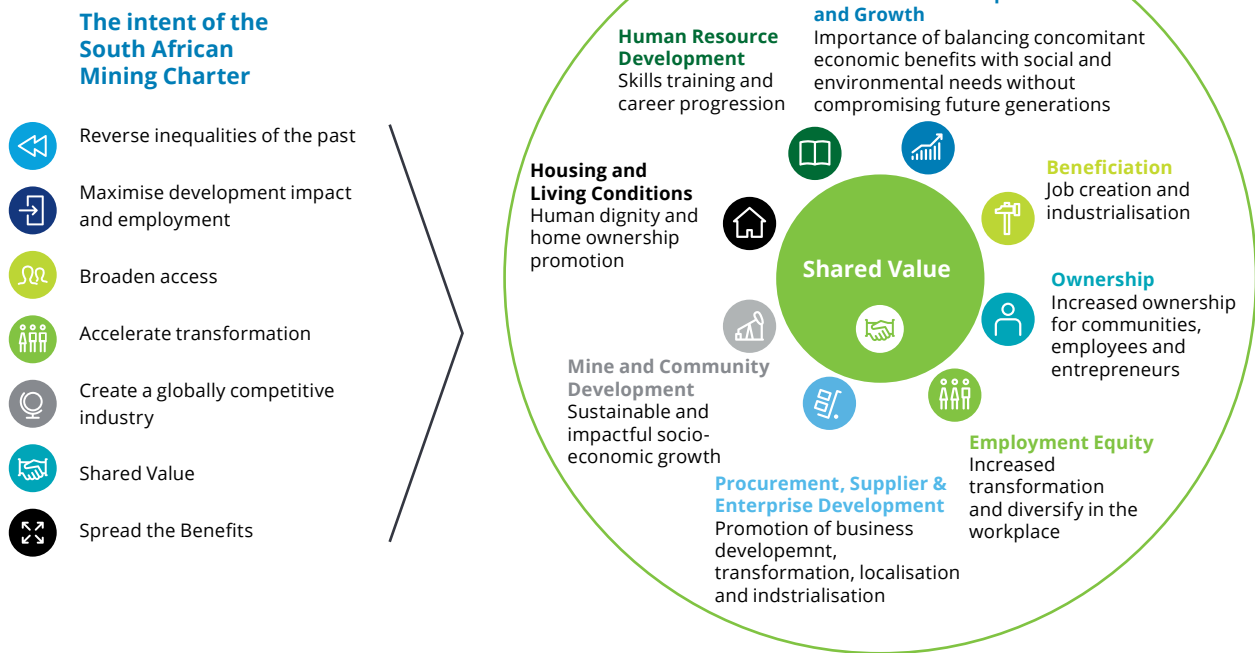 The intent of the
South African
Mining Charter
Reverse inequalities of the past
Maximise development impact
and employment
Broaden access
Accelerate transformation
Create a globally competitive
industry
Shared Value
Spread the Benefits
and Growth
Importance of balancing concomitant
economic benefits with social and
environmental needs without
compromising future generations
Human Resource
Development
Skills training and
career progression
Housing and
Living Conditions
Human dignity and
home ownership
promotion
Beneficiation
Job creation and
industrialisation
Shared Value
Ownership
Increased ownership
for communities,
employees and
entrepreneurs
Mine and Community
Development
Sustainable and
impactful socio-
economic growth
Employment Equity
Increased
transformation
and diversify in the
workplace
Procurement, Supplier &
Enterprise Development
Promotion of business
developemnt,
transformation, localisation
and indstrialisation